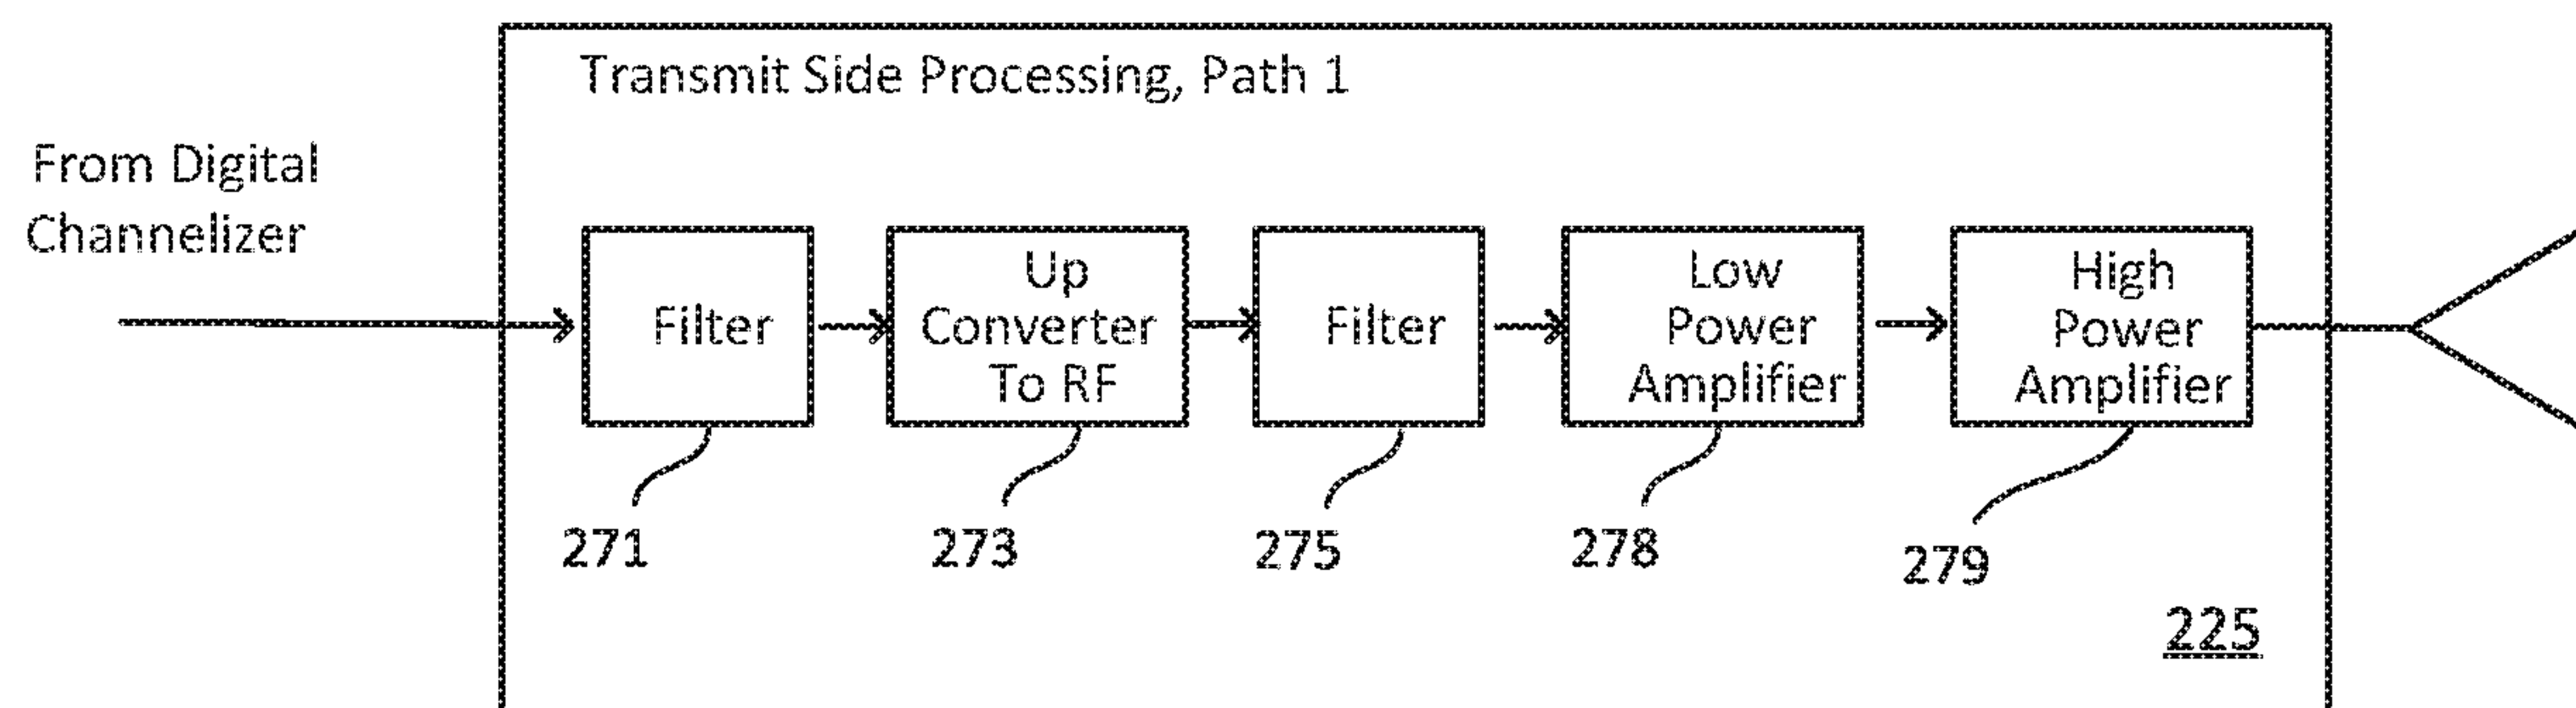 Transmit Side Processing, Path 1
From Digital
Channelizer
Filter
Up
Converter
To RF
Filter
Low
Power
Amplifier
High
Power
Amplifier
271
273
275
278
279
225